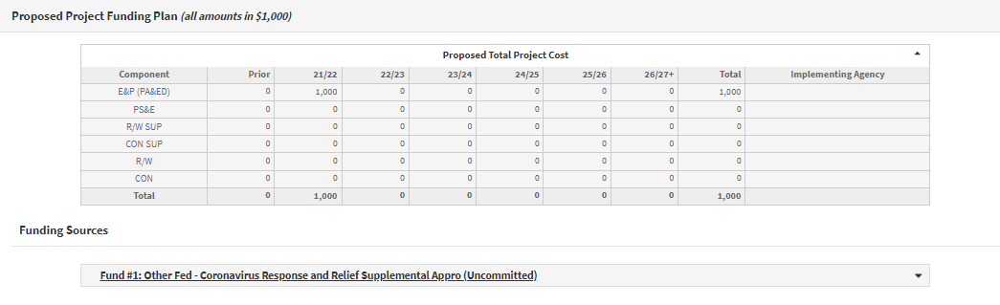 Proposed Project Funding Plan (all amounts in $1,000)
Proposed Total Project Cost
Component Prior 21/22 22/23 23/24 24/25 25/26 26/27+ Total Implementing Agency
E&P (PA&ED) 0 1,000 0 0 0 0 0 1,000
PS&E 0 0 0 0 0 0 0 0
R/W SUP 0 0 0 0 0 0 0 0
CON SUP 0 0 0 0 0 0 0 0
R/W 0 0 0 0 0 0 0 0
CON 0 0 0 0 0 0 0 0
Total 0 1,000 0 0 0 0 0 1,000
Funding Sources
Fund #1: Other Fed - Coronavirus Response and Relief Supplemental Appro (Uncommitted)